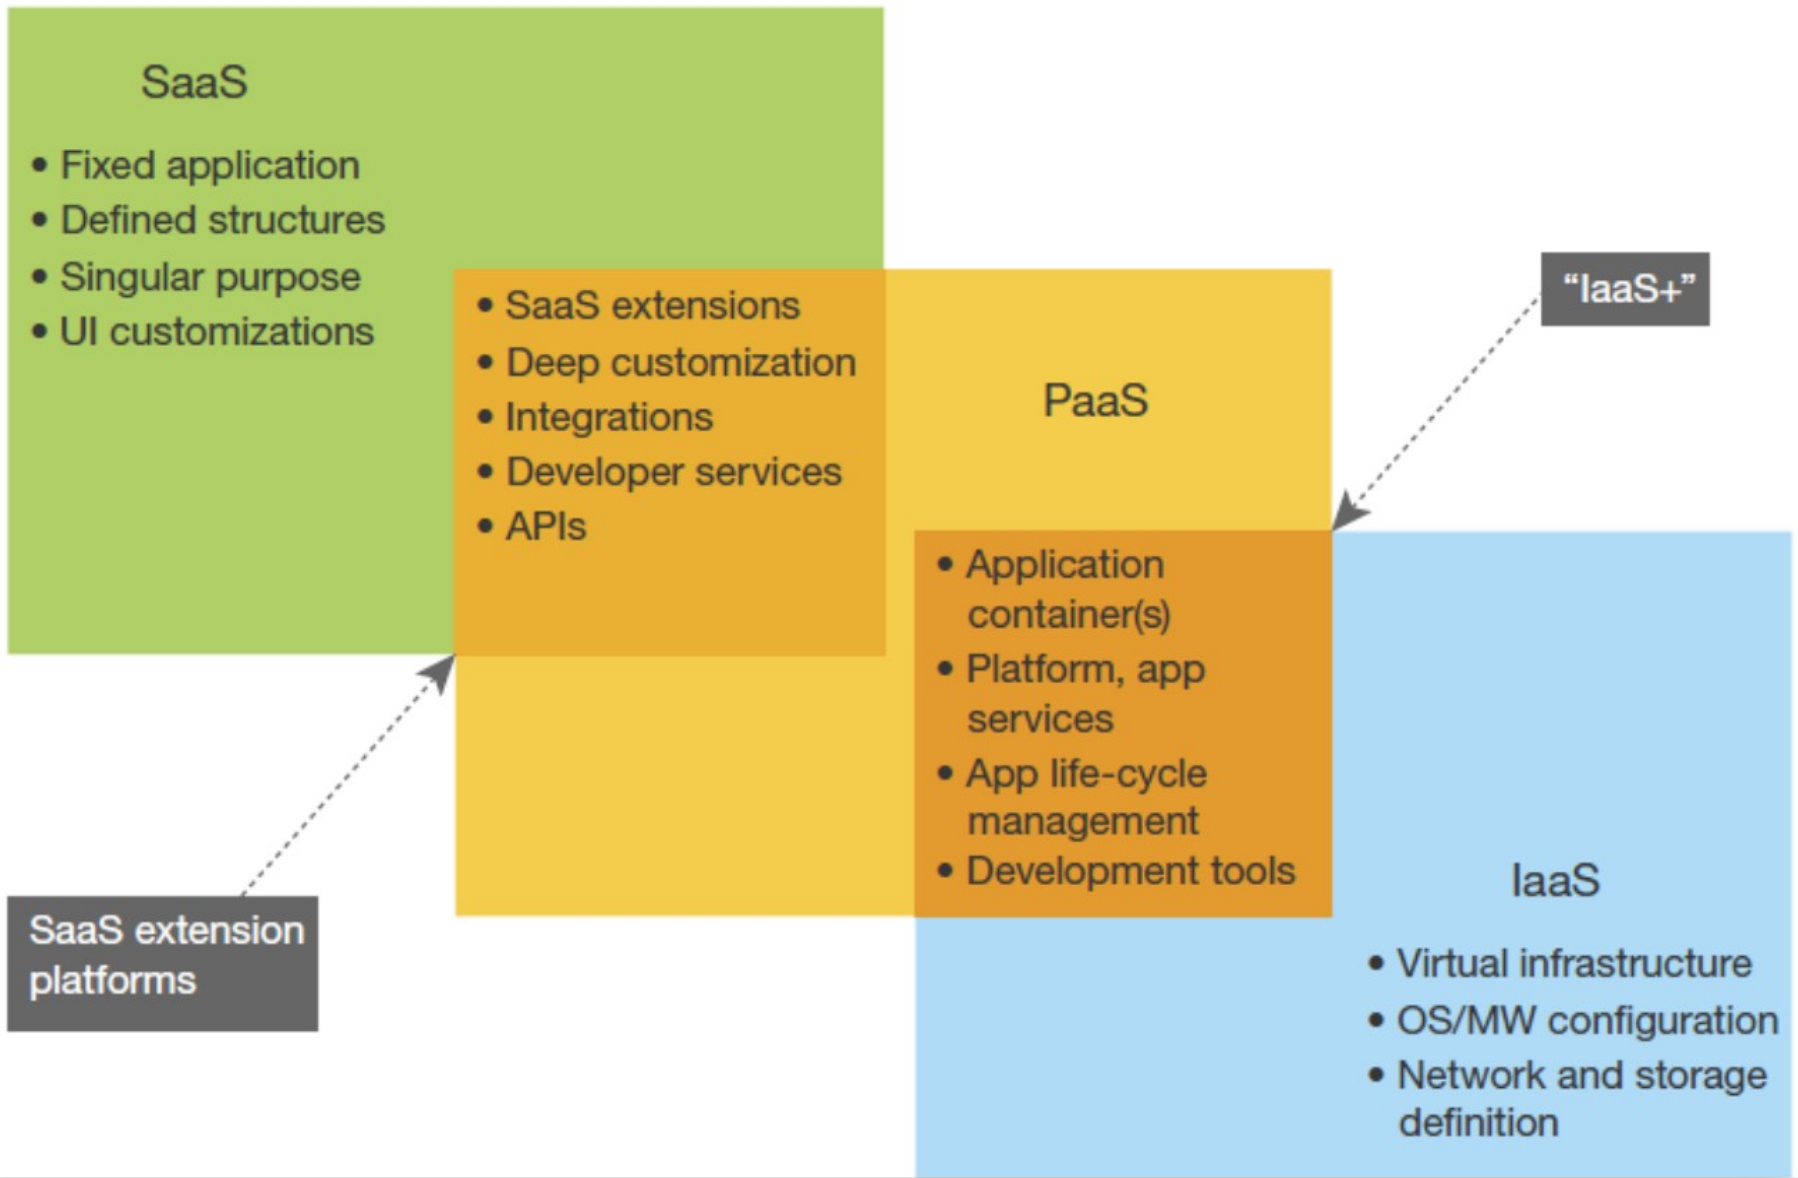 SaaS
• Fixed application
• Defined structures
• Singular purpose
• UI customizations
• SaaS extensions
• Deep customization
• Integrations
• Developer services
• APIs
PaaS
“IaaS+”
• Application
container(s)
• Platform, app
services
• App life-cycle
management
• Development tools
SaaS extension
platforms
IaaS
• Virtual infrastructure
• OS/MW configuration
• Network and storage
definition